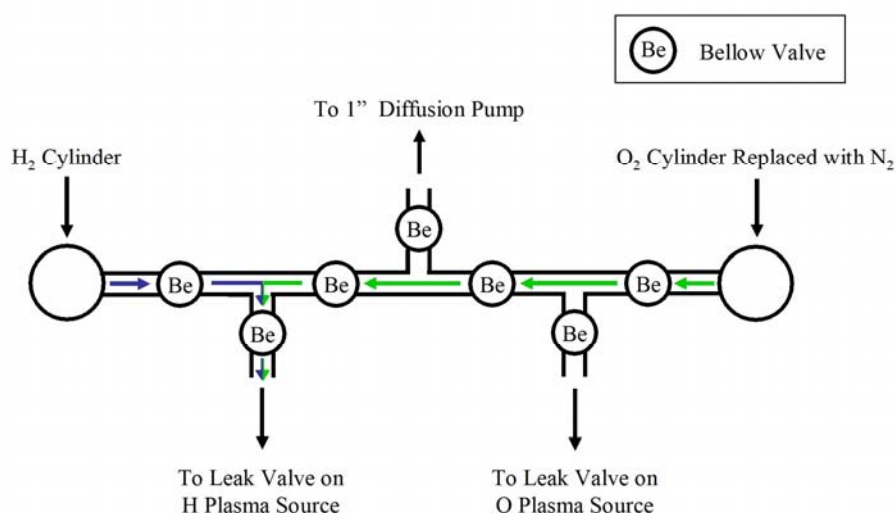 Be Bellow Valve
To 1” Diffusion Pump
H₂ Cylinder
O₂ Cylinder Replaced with N₂
Be
Be Be Be Be
Be Be
To Leak Valve on
H Plasma Source
To Leak Valve on
O Plasma Source